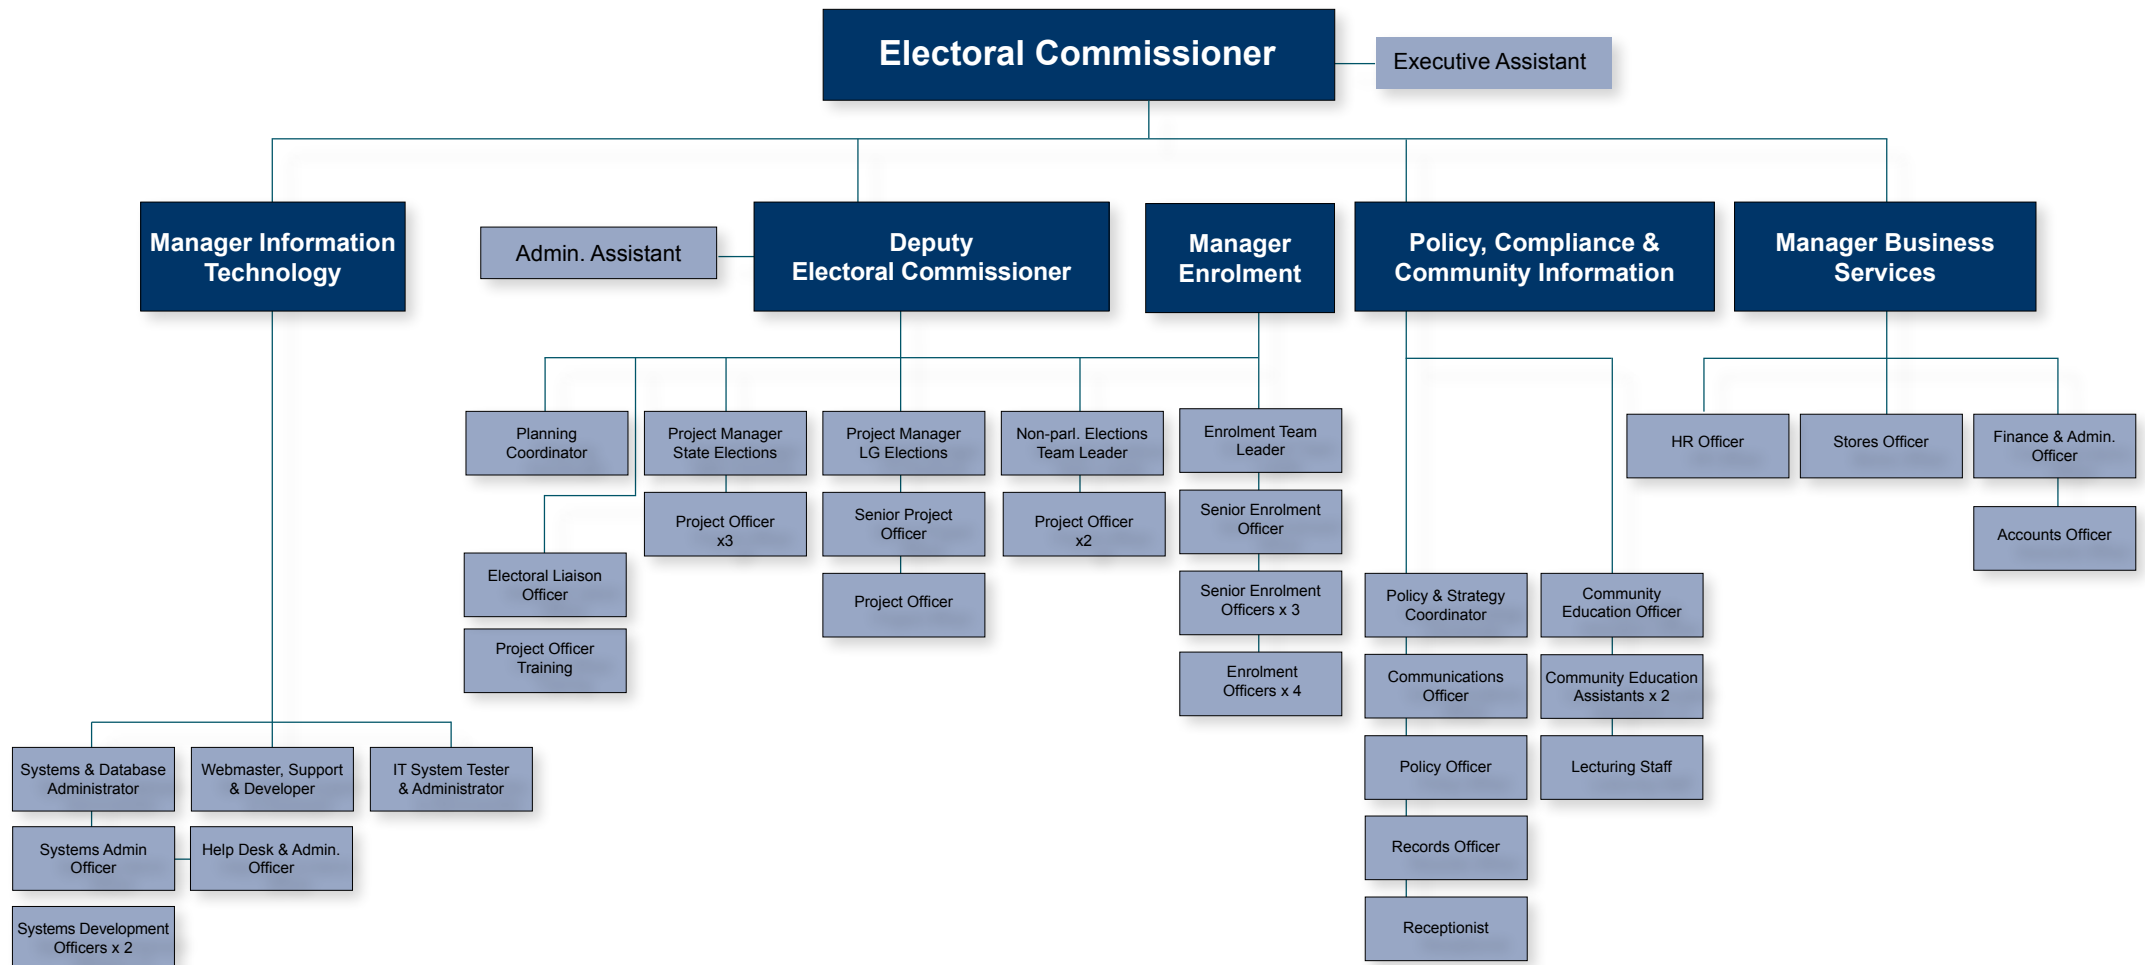 Electoral Commissioner
Executive Assistant
Manager Information
Technology
Admin. Assistant
Deputy
Electoral Commissioner
Manager
Enrolment
Policy, Compliance &
Community Information
Manager Business
Services
Planning
Coordinator
Project Manager
State Elections
Project Manager
LG Elections
Non-parl. Elections
Team Leader
Enrolment Team
Leader
HR Officer
Stores Officer
Finance & Admin.
Officer
Project Officer
x3
Senior Project
Officer
Project Officer
x2
Senior Enrolment
Officer
Accounts Officer
Electoral Liaison
Officer
Project Officer
Senior Enrolment
Officers x 3
Policy & Strategy
Coordinator
Community
Education Officer
Project Officer
Training
Enrolment
Officers x 4
Communications
Officer
Community Education
Assistants x 2
Systems & Database
Administrator
Webmaster, Support
& Developer
IT System Tester
& Administrator
Policy Officer
Lecturing Staff
Systems Admin
Officer
Help Desk & Admin.
Officer
Records Officer
Systems Development
Officers x 2
Receptionist